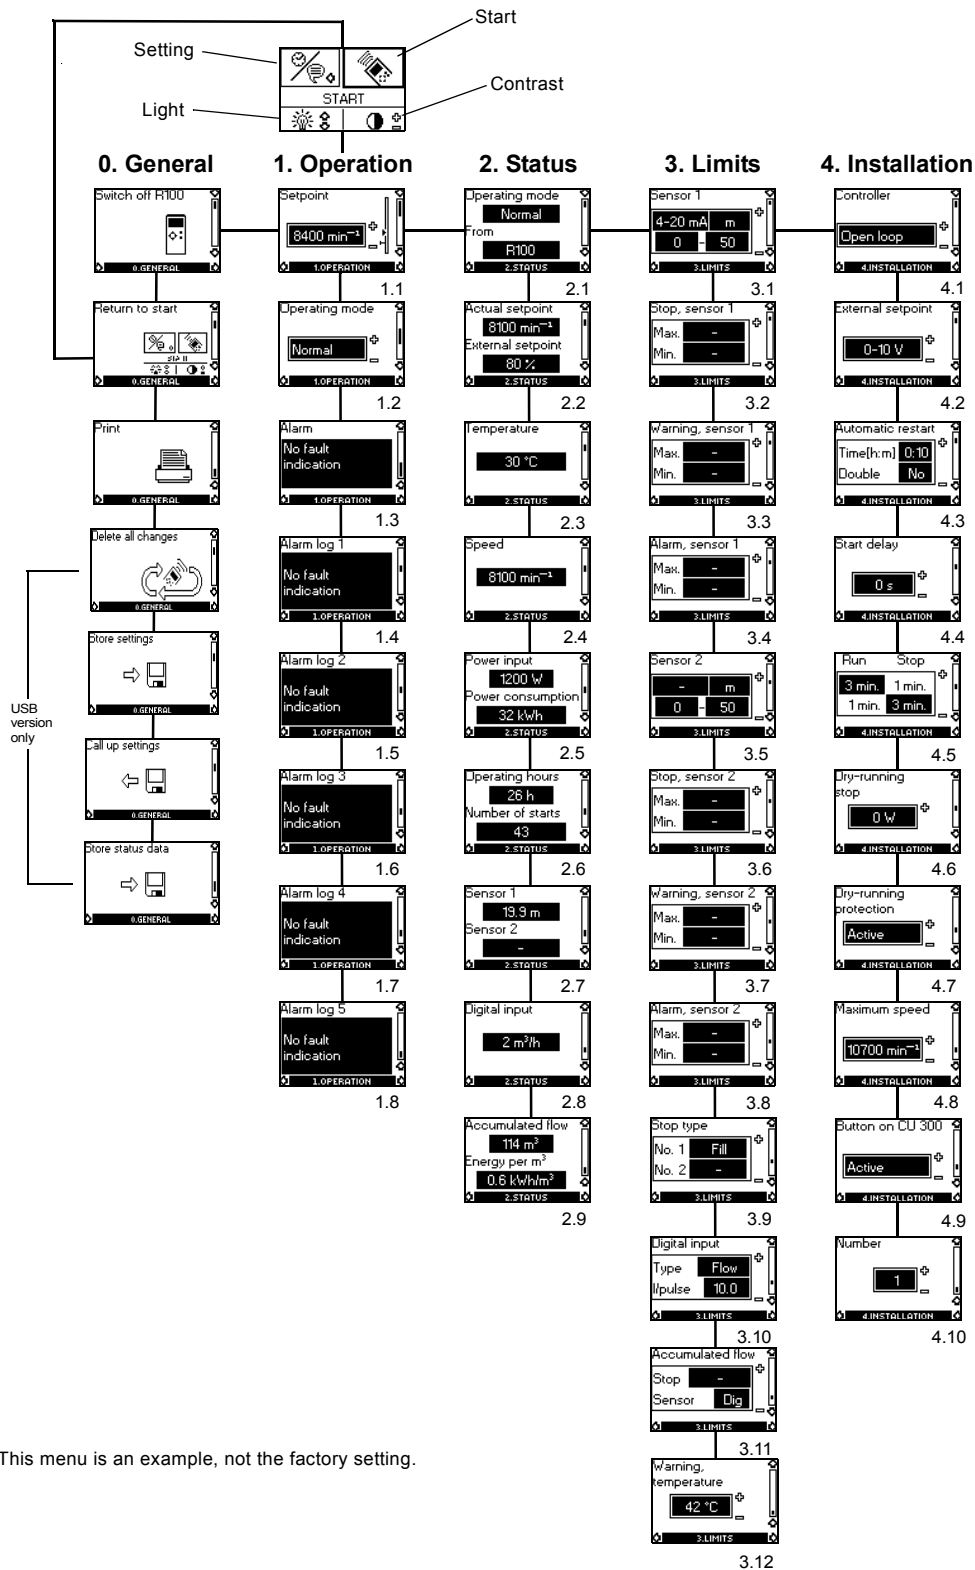 Start
Setting
Contrast
Light
START
0. General
Switch off R100
0.GENERAL
Return to start
START
0.GENERAL
Print
0.GENERAL
Delete all changes
0.GENERAL
Store settings
0.GENERAL
Call up settings
0.GENERAL
Store status data
0.GENERAL
USB
version
only
1. Operation
Setpoint
8400 min⁻¹
1.OPERATION
1.1
Operating mode
Normal
1.OPERATION
1.2
Alarm
No fault
indication
1.OPERATION
1.3
Alarm log 1
No fault
indication
1.OPERATION
1.4
Alarm log 2
No fault
indication
1.OPERATION
1.5
Alarm log 3
No fault
indication
1.OPERATION
1.6
Alarm log 4
No fault
indication
1.OPERATION
1.7
Alarm log 5
No fault
indication
1.OPERATION
1.8
2. Status
Operating mode
Normal
From
R100
2.STATUS
2.1
Actual setpoint
8100 min⁻¹
External setpoint
80 %
2.STATUS
2.2
Temperature
30 °C
2.STATUS
2.3
Speed
8100 min⁻¹
2.STATUS
2.4
Power input
1200 W
Power consumption
32 kWh
2.STATUS
2.5
Operating hours
26 h
Number of starts
43
2.STATUS
2.6
Sensor 1
19.9 m
Sensor 2
-
2.STATUS
2.7
Digital input
2 m³/h
2.STATUS
2.8
Accumulated flow
114 m³
Energy per m³
0.6 kWh/m³
2.STATUS
2.9
3. Limits
Sensor 1
4-20 mA m
0 - 50
3.LIMITS
3.1
Stop, sensor 1
Max. -
Min. -
3.LIMITS
3.2
Warning, sensor 1
Max. -
Min. -
3.LIMITS
3.3
Alarm, sensor 1
Max. -
Min. -
3.LIMITS
3.4
Sensor 2
- m
0 - 50
3.LIMITS
3.5
Stop, sensor 2
Max. -
Min. -
3.LIMITS
3.6
Warning, sensor 2
Max. -
Min. -
3.LIMITS
3.7
Alarm, sensor 2
Max. -
Min. -
3.LIMITS
3.8
Stop type
No. 1 Fill
No. 2 -
3.LIMITS
3.9
Digital input
Type Flow
l/pulse 10.0
3.LIMITS
3.10
Accumulated flow
Stop -
Sensor Dig
3.LIMITS
3.11
Warning,
temperature
42 °C
3.LIMITS
3.12
4. Installation
Controller
Open loop
4.INSTALLATION
4.1
External setpoint
0-10 V
4.INSTALLATION
4.2
Automatic restart
Time[h:m] 0:10
Double No
4.INSTALLATION
4.3
Start delay
0 s
4.INSTALLATION
4.4
Run Stop
3 min. 1 min.
1 min. 3 min.
4.INSTALLATION
4.5
Dry-running
stop
0 W
4.INSTALLATION
4.6
Dry-running
protection
Active
4.INSTALLATION
4.7
Maximum speed
10700 min⁻¹
4.INSTALLATION
4.8
Button on CU 300
Active
4.INSTALLATION
4.9
Number
1
4.INSTALLATION
4.10
This menu is an example, not the factory setting.